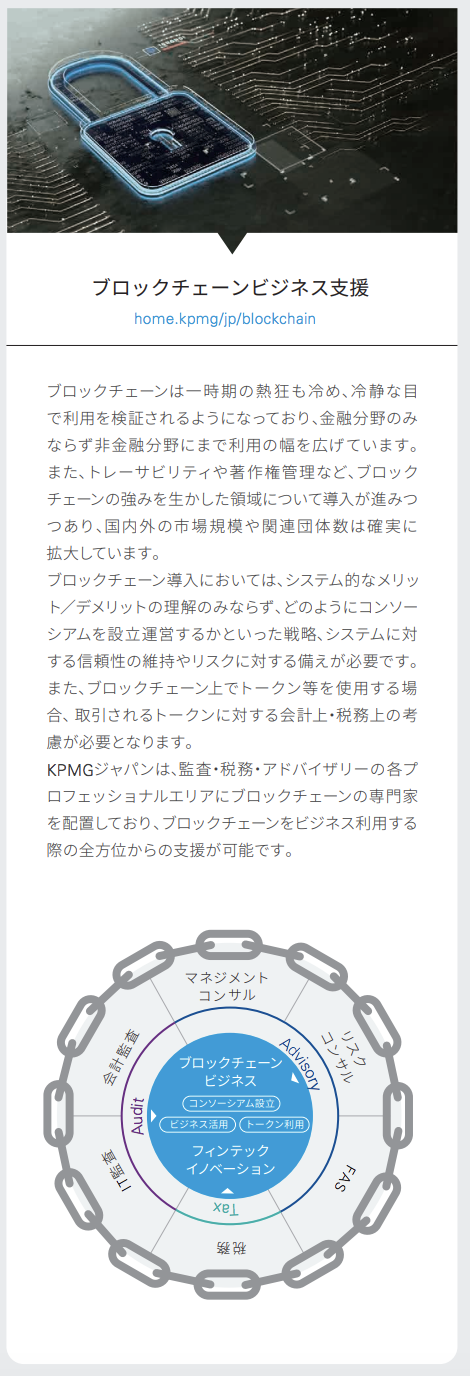 ブロックチェーンビジネス支援
home.kpmg/jp/blockchain
ブロックチェーンは一時期の熱狂も冷め、冷静な目
で利用を検証されるようになっており、金融分野のみ
ならず非金融分野にまで利用の幅を広げています。
また、トレーサビリティや著作権管理など、ブロック
チェーンの強みを生かした領域について導入が進みつ
つあり、国内外の市場規模や関連団体数は確実に
拡大しています。
ブロックチェーン導入においては、システム的なメリッ
ト／デメリットの理解のみならず、どのようにコンソー
シアムを設立運営するかといった戦略、システムに対
する信頼性の維持やリスクに対する備えが必要です。
また、ブロックチェーン上でトークン等を使用する場
合、取引されるトークンに対する会計上・税務上の考
慮が必要となります。
KPMGジャパンは、監査・税務・アドバイザリーの各プ
ロフェッショナルエリアにブロックチェーンの専門家
を配置しており、ブロックチェーンをビジネス利用する
際の全方位からの支援が可能です。
マネジメント
コンサル
リスク
コンサル
会計監査
Advisory
ブロックチェーン
ビジネス
コンソーシアム設立
Audit
ビジネス活用
トークン利用
フィンテック
イノベーション
IT監査
FAS
Tax
税務